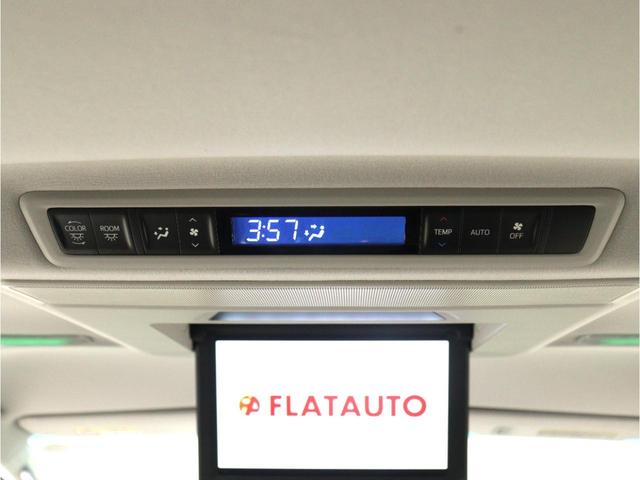 COLOR ROOM 3:57 TEMP AUTO OFF
FLATAUTO